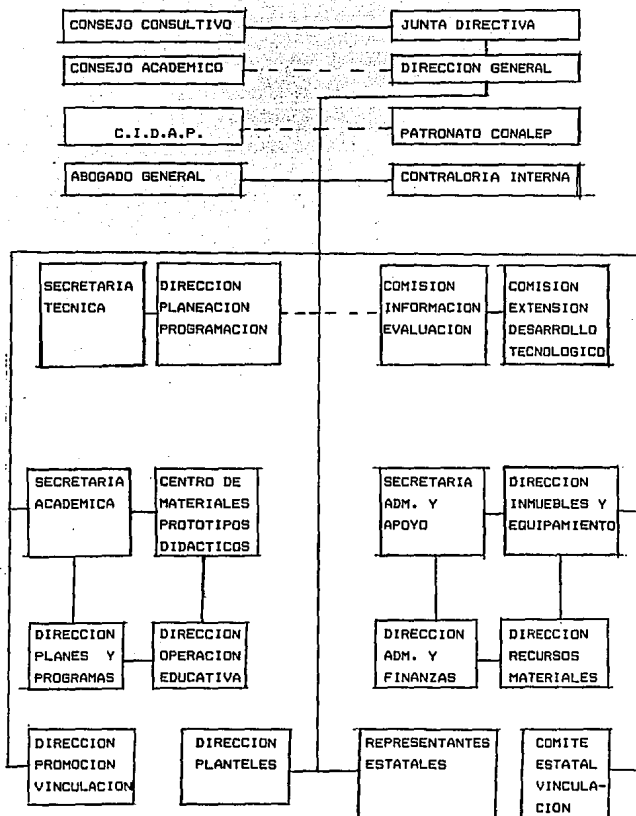 CONSEJO CONSULTIVO
JUNTA DIRECTIVA
CONSEJO ACADEMICO
DIRECCION GENERAL
C.I.D.A.P.
PATRONATO CONALEP
ABOGADO GENERAL
CONTRALORIA INTERNA
SECRETARIA
TECNICA
DIRECCION
PLANEACION
PROGRAMACION
COMISION
INFORMACION
EVALUACION
COMISION
EXTENSION
DESARROLLO
TECNOLOGICO
SECRETARIA
ACADEMICA
CENTRO DE
MATERIALES
PROTOTIPOS
DIDACTICOS
SECRETARIA
ADM. Y
APOYO
DIRECCION
INMUEBLES Y
EQUIPAMIENTO
DIRECCION
PLANES Y
PROGRAMAS
DIRECCION
OPERACION
EDUCATIVA
DIRECCION
ADM. Y
FINANZAS
DIRECCION
RECURSOS
MATERIALES
DIRECCION
PROMOCION
VINCULACION
DIRECCION
PLANTELES
REPRESENTANTES
ESTATALES
COMITE
ESTATAL
VINCULA-
CION